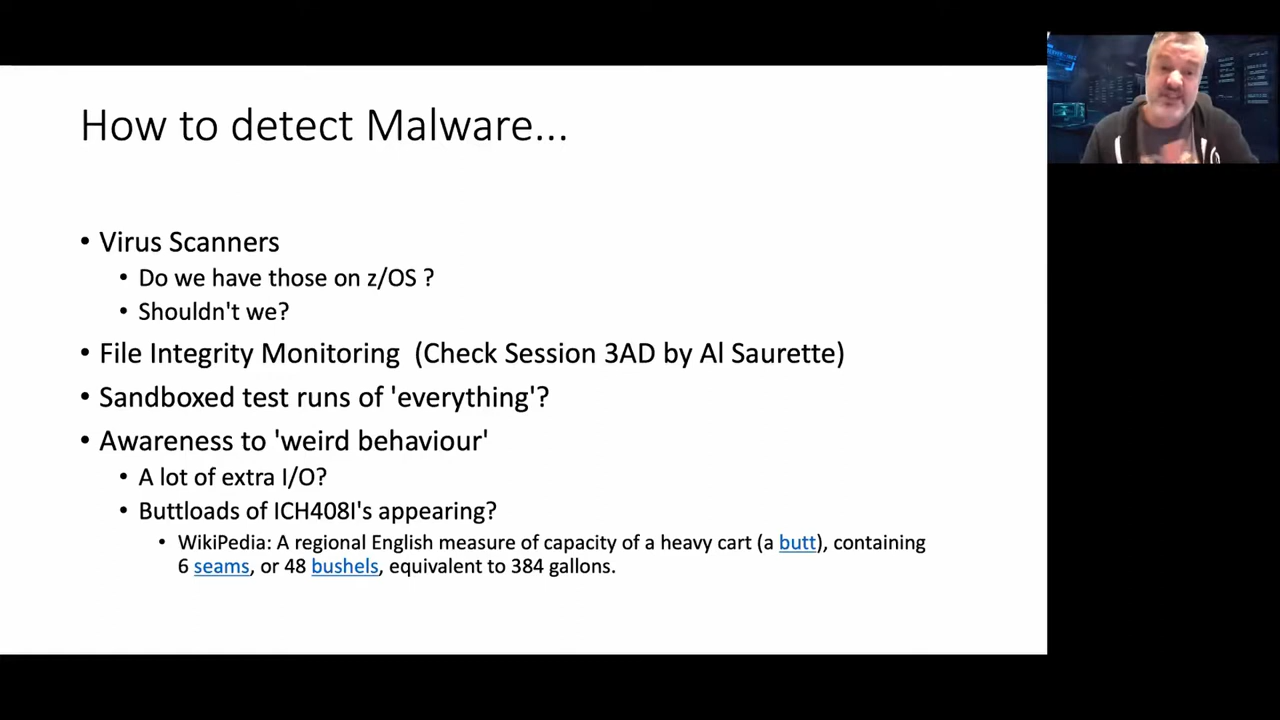 How to detect Malware...
• Virus Scanners
• Do we have those on z/OS ?
• Shouldn't we?
• File Integrity Monitoring  (Check Session 3AD by Al Saurette)
• Sandboxed test runs of 'everything'?
• Awareness to 'weird behaviour'
• A lot of extra I/O?
• Buttloads of ICH408I's appearing?
• WikiPedia: A regional English measure of capacity of a heavy cart (a butt), containing
6 seams, or 48 bushels, equivalent to 384 gallons.